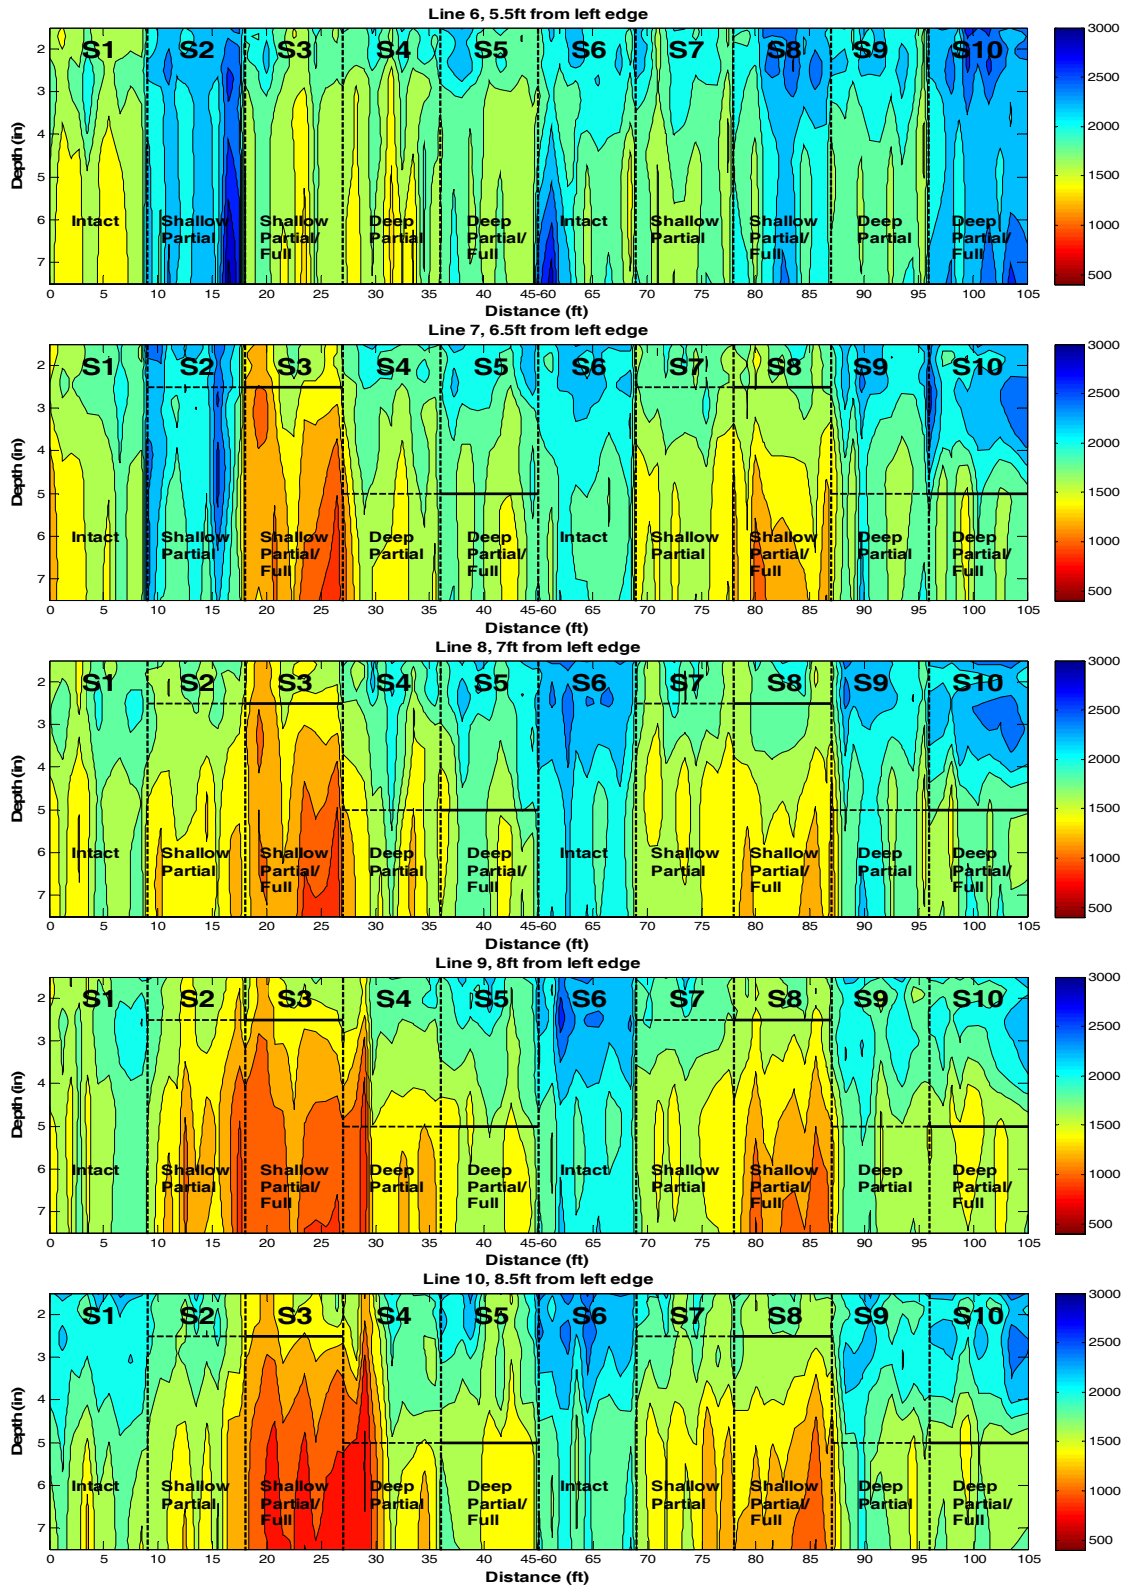 Line 6, 5.5ft from left edge
S1 S2 S3 S4 S5 S6 S7 S8 S9 S10
Depth (in)
2
3
4
5
6
7
Intact
Shallow Partial
Shallow Partial/ Full
Deep Partial
Deep Partial/ Full
Intact
Shallow Partial
Shallow Partial/ Full
Deep Partial
Deep Partial/ Full
0 5 10 15 20 25 30 35 40 45-60 65 70 75 80 85 90 95 105
Distance (ft)
3000
2500
2000
1500
1000
500
Line 7, 6.5ft from left edge
S1 S2 S3 S4 S5 S6 S7 S8 S9 S10
Depth (in)
2
3
4
5
6
7
Intact
Shallow Partial
Shallow Partial/ Full
Deep Partial
Deep Partial/ Full
Intact
Shallow Partial
Shallow Partial/ Full
Deep Partial
Deep Partial/ Full
0 5 10 15 20 25 30 35 40 45-60 65 70 75 80 85 90 95 100 105
Distance (ft)
3000
2500
2000
1500
1000
500
Line 8, 7ft from left edge
S1 S2 S3 S4 S5 S6 S7 S8 S9 S10
Depth (in)
2
3
4
5
6
7
Intact
Shallow Partial
Shallow Partial/ Full
Deep Partial
Deep Partial/ Full
Intact
Shallow Partial
Shallow Partial/ Full
Deep Partial
Deep Partial/ Full
0 5 10 15 20 25 30 35 40 45-60 65 70 75 80 85 90 95 100 105
Distance (ft)
3000
2500
2000
1500
1000
500
Line 9, 8ft from left edge
S1 S2 S3 S4 S5 S6 S7 S8 S9 S10
Depth (in)
2
3
4
5
6
7
Intact
Shallow Partial
Shallow Partial/ Full
Deep Partial
Deep Partial/ Full
Intact
Shallow Partial
Shallow Partial/ Full
Deep Partial
Deep Partial/ Full
0 5 10 15 20 25 30 35 40 45-60 65 70 75 80 85 90 95 100 105
Distance (ft)
3000
2500
2000
1500
1000
500
Line 10, 8.5ft from left edge
S1 S2 S3 S4 S5 S6 S7 S8 S9 S10
Depth (in)
2
3
4
5
6
7
Intact
Shallow Partial
Shallow Partial/ Full
Deep Partial
Deep Partial/ Full
Intact
Shallow Partial
Shallow Partial/ Full
Deep Partial
Deep Partial/ Full
0 5 10 15 20 25 30 35 40 45-60 65 70 75 80 85 90 95 100 105
Distance (ft)
3000
2500
2000
1500
1000
500